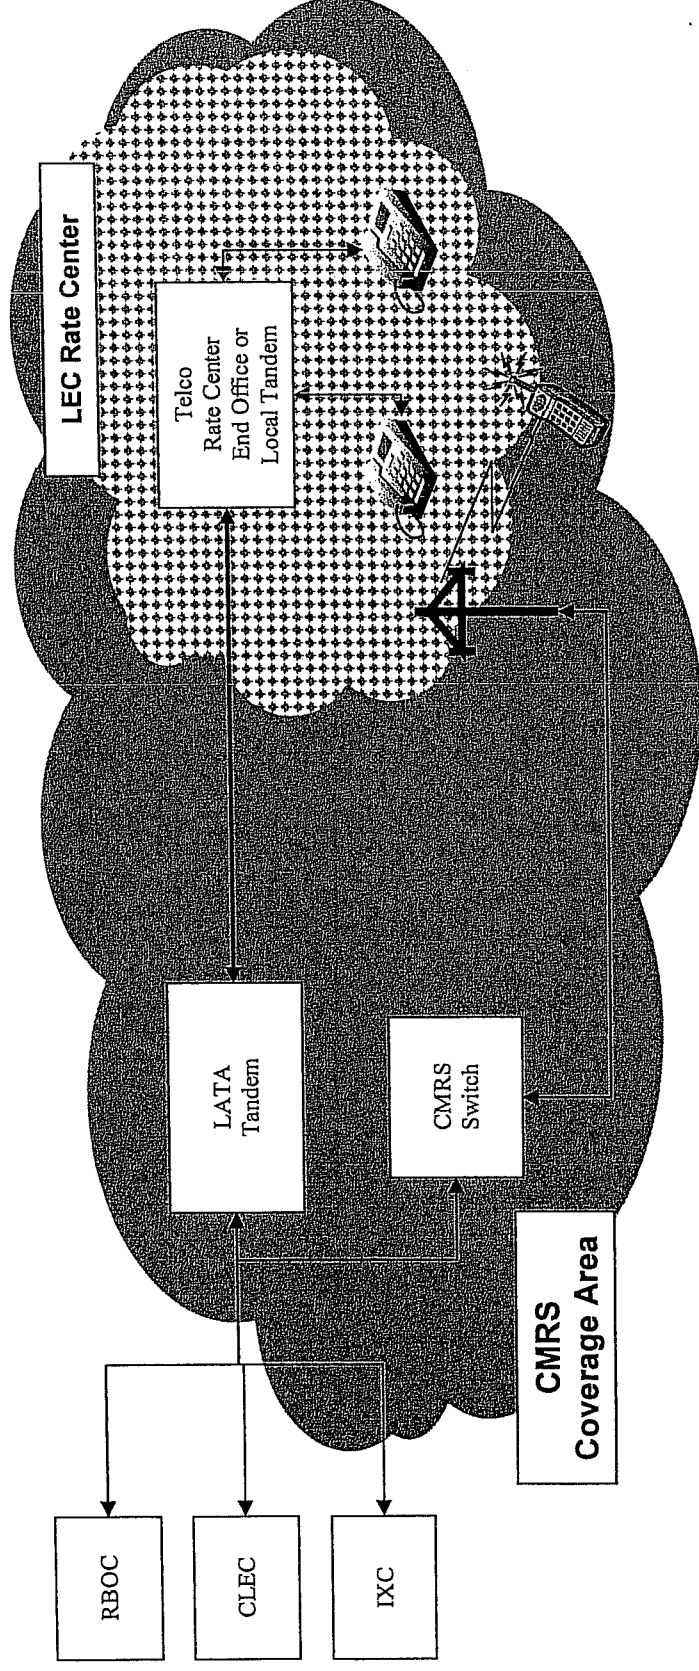 RBOC
CLEC
IXC
LATA
Tandem
CMRS
Switch
CMRS
Coverage Area
LEC Rate Center
Telco
Rate Center
End Office or
Local Tandem